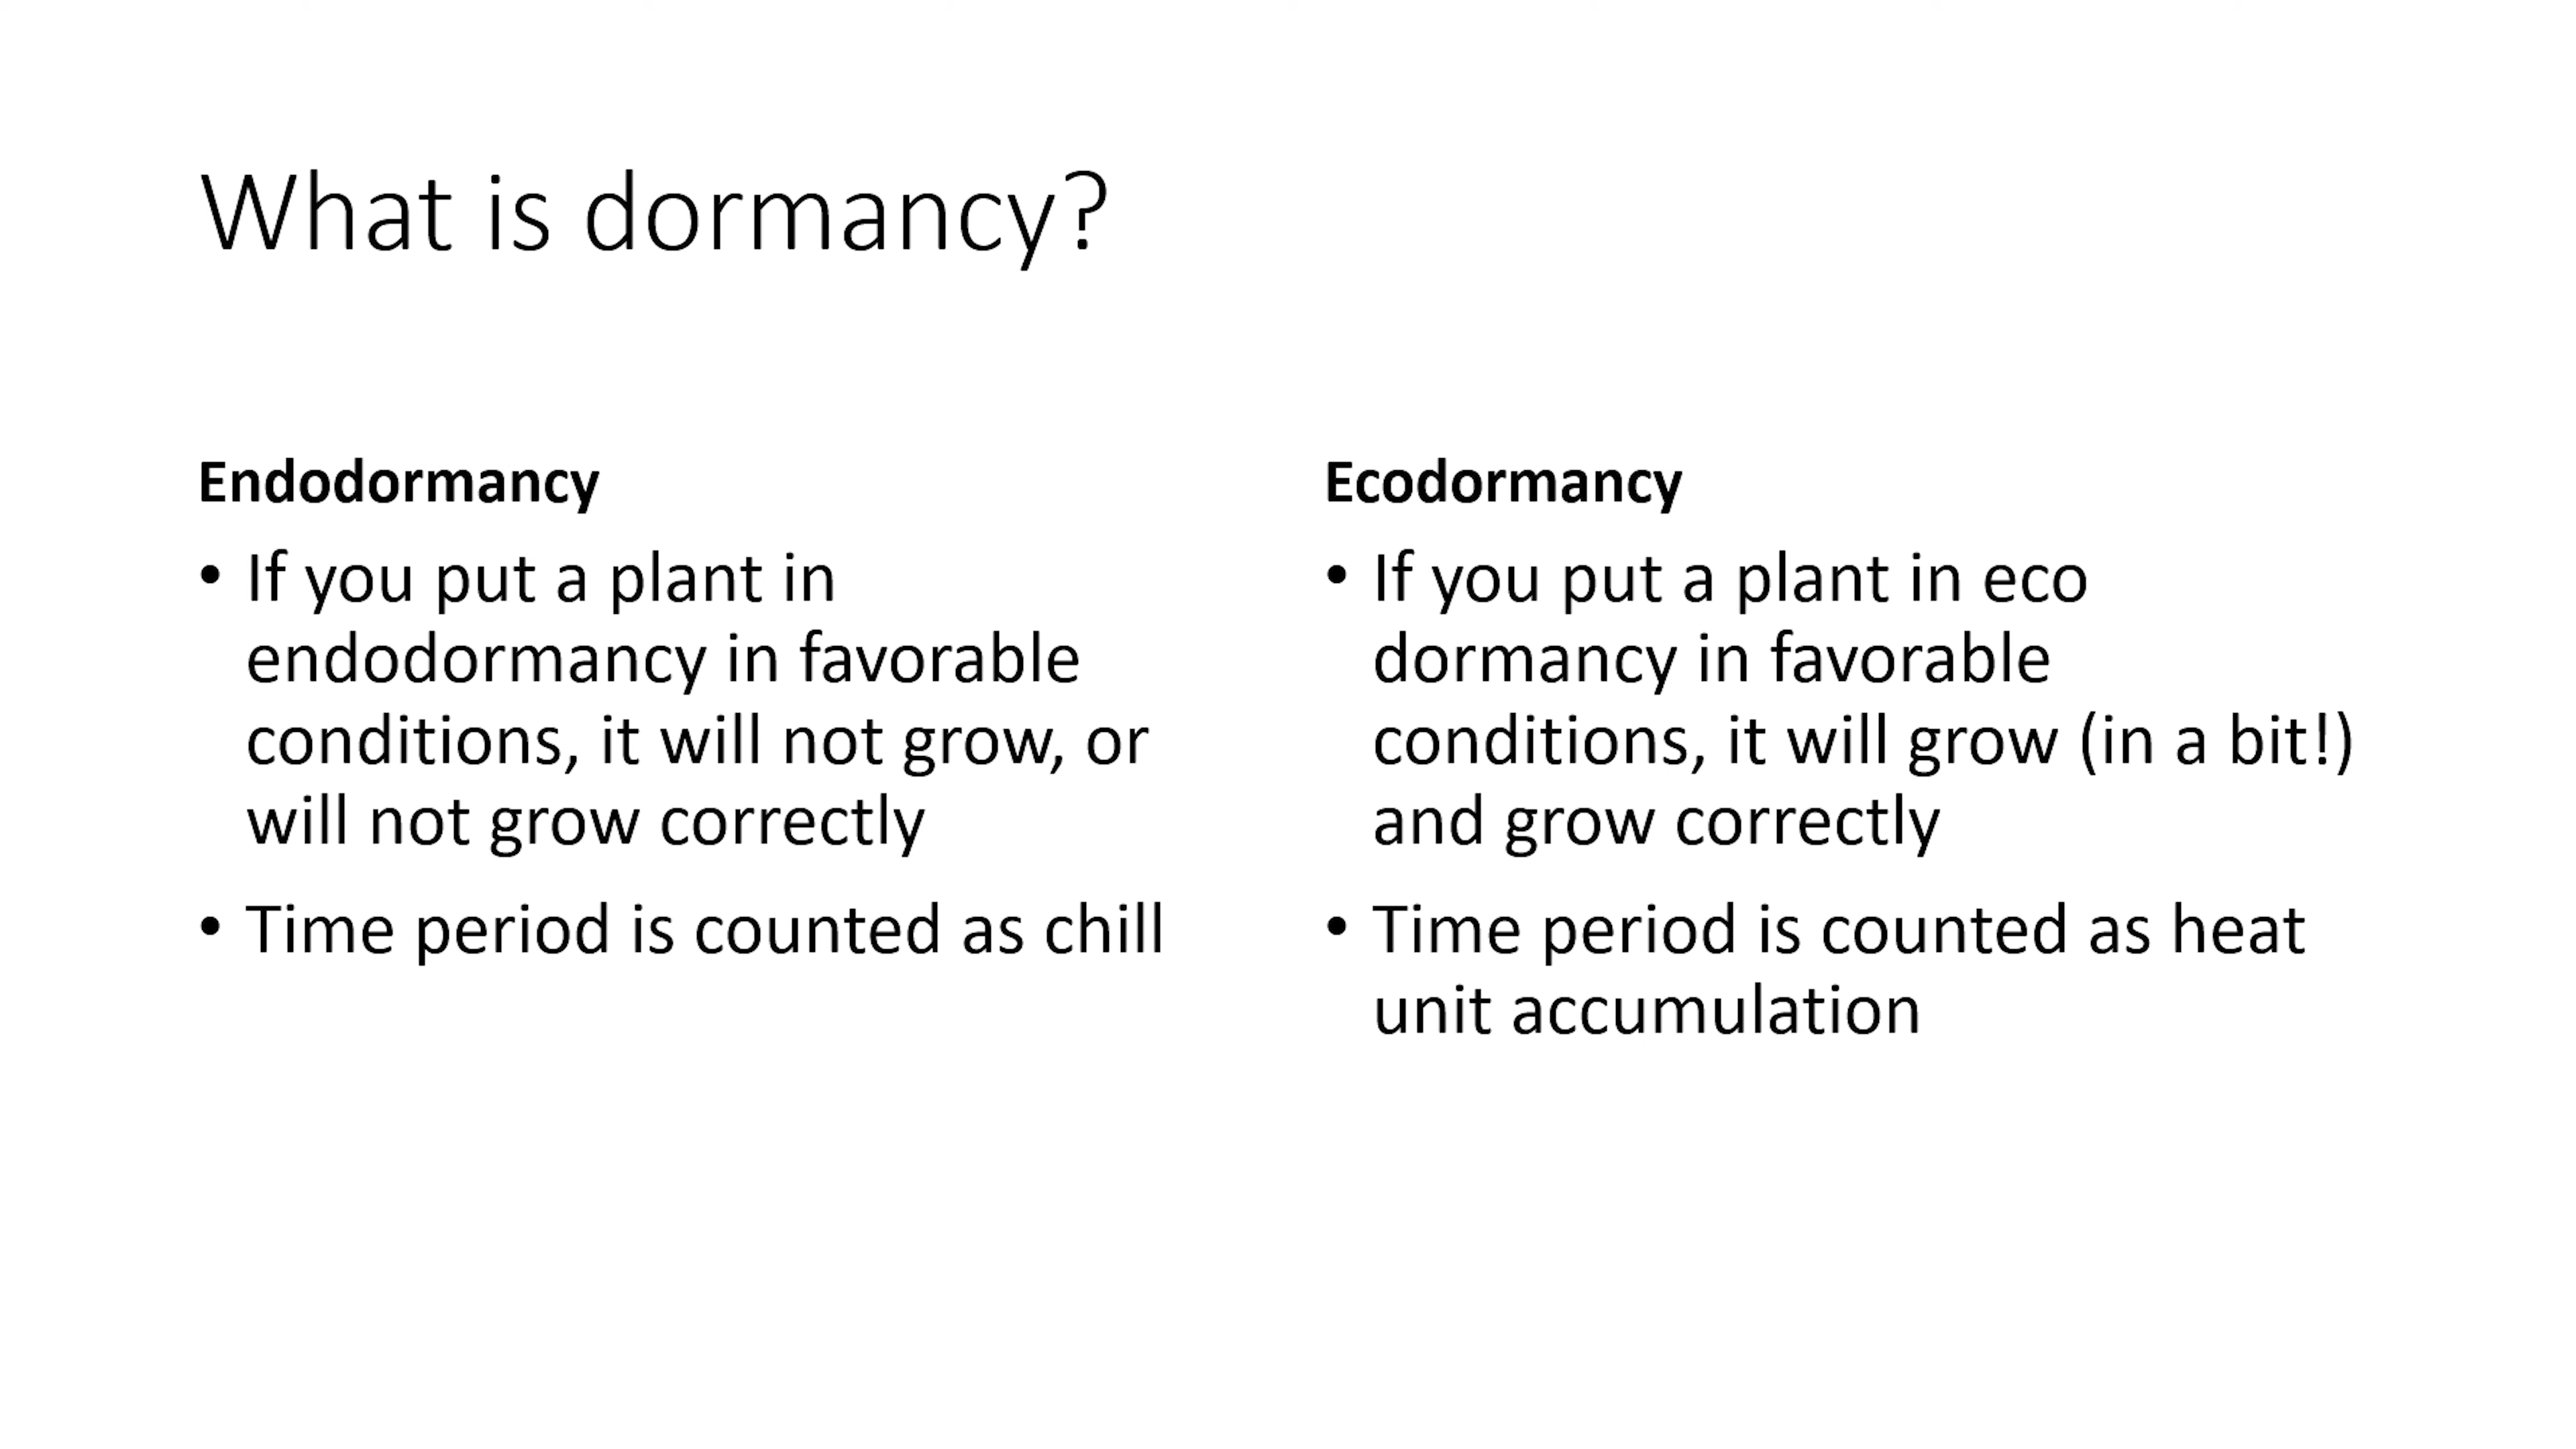 What is dormancy?
Endodormancy
• If you put a plant in
endodormancy in favorable
conditions, it will not grow, or
will not grow correctly
• Time period is counted as chill
Ecodormancy
• If you put a plant in eco
dormancy in favorable
conditions, it will grow (in a bit!)
and grow correctly
• Time period is counted as heat
unit accumulation